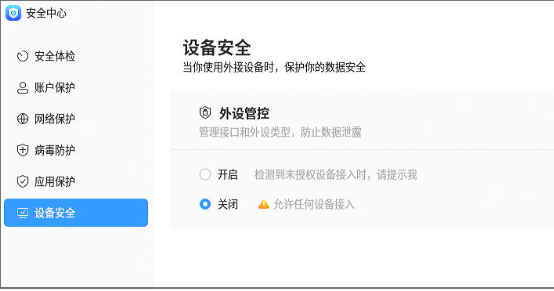 安全中心
安全体检
账户保护
网络保护
病毒防护
应用保护
设备安全
设备安全
当你使用外接设备时，保护你的数据安全
外设管控
管理接口和外设类型，防止数据泄露
开启 检测到未授权设备接入时，请提示我
关闭 允许任何设备接入